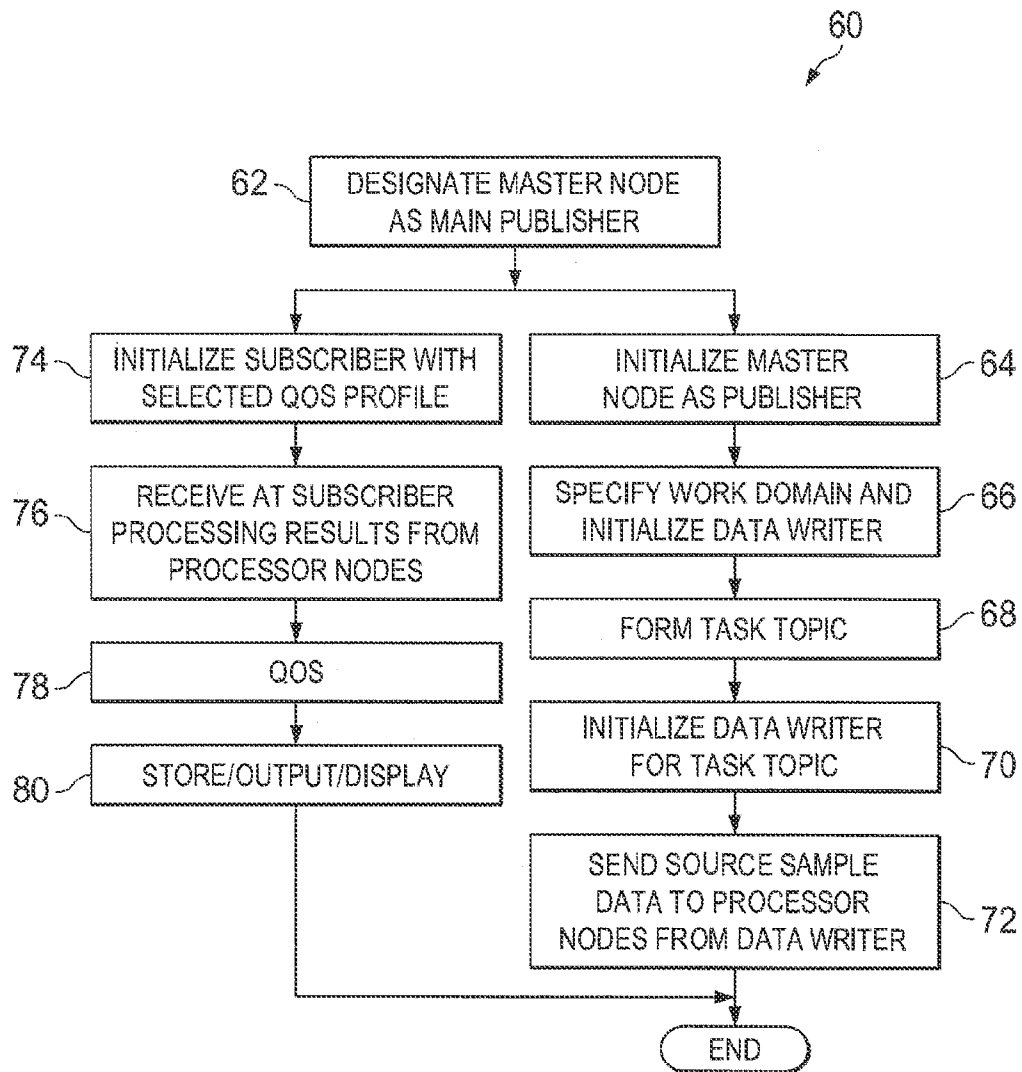 60
62
DESIGNATE MASTER NODE
AS MAIN PUBLISHER
74
INITIALIZE SUBSCRIBER WITH
SELECTED QOS PROFILE
INITIALIZE MASTER
NODE AS PUBLISHER
64
76
RECEIVE AT SUBSCRIBER
PROCESSING RESULTS FROM
PROCESSOR NODES
SPECIFY WORK DOMAIN AND
INITIALIZE DATA WRITER
66
FORM TASK TOPIC
68
78
QOS
INITIALIZE DATA WRITER
FOR TASK TOPIC
70
80
STORE/OUTPUT/DISPLAY
SEND SOURCE SAMPLE
DATA TO PROCESSOR
NODES FROM DATA WRITER
72
END